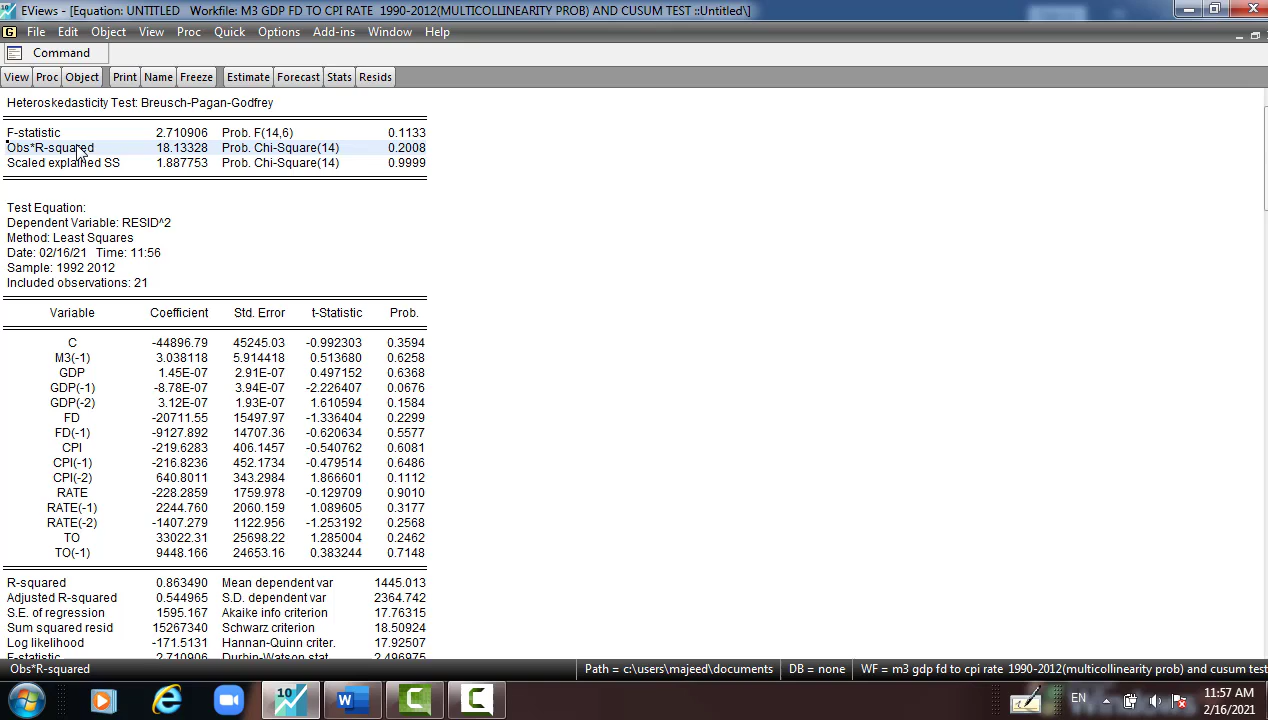 EViews - [Equation: UNTITLED Workfile: M3 GDP FD TO CPI RATE 1990-2012(MULTICOLLINEARITY PROB) AND CUSUM TEST ::Untitled\]
File Edit Object View Proc Quick Options Add-ins Window Help
Command
View Proc Object Print Name Freeze Estimate Forecast Stats Resids
Heteroskedasticity Test: Breusch-Pagan-Godfrey
F-statistic 2.710906 Prob. F(14,6) 0.1133
Obs*R-squared 18.13328 Prob. Chi-Square(14) 0.2008
Scaled explained SS 1.887753 Prob. Chi-Square(14) 0.9999
Test Equation:
Dependent Variable: RESID^2
Method: Least Squares
Date: 02/16/21 Time: 11:56
Sample: 1992 2012
Included observations: 21
Variable Coefficient Std. Error t-Statistic Prob.
C -44896.79 45245.03 -0.992303 0.3594
M3(-1) 3.038118 5.914418 0.513680 0.6258
GDP 1.45E-07 2.91E-07 0.497152 0.6368
GDP(-1) -8.78E-07 3.94E-07 -2.226407 0.0676
GDP(-2) 3.12E-07 1.93E-07 1.610594 0.1584
FD -20711.55 15497.97 -1.336404 0.2299
FD(-1) -9127.892 14707.36 -0.620634 0.5577
CPI -219.6283 406.1457 -0.540762 0.6081
CPI(-1) -216.8236 452.1734 -0.479514 0.6486
CPI(-2) 640.8011 343.2984 1.866601 0.1112
RATE -228.2859 1759.978 -0.129709 0.9010
RATE(-1) 2244.760 2060.159 1.089605 0.3177
RATE(-2) -1407.279 1122.956 -1.253192 0.2568
TO 33022.31 25698.22 1.285004 0.2462
TO(-1) 9448.166 24653.16 0.383244 0.7148
R-squared 0.863490 Mean dependent var 1445.013
Adjusted R-squared 0.544965 S.D. dependent var 2364.742
S.E. of regression 1595.167 Akaike info criterion 17.76315
Sum squared resid 15267340 Schwarz criterion 18.50924
Log likelihood -171.5131 Hannan-Quinn criter. 17.92507
F-statistic 2.710906 Durbin-Watson stat 2.496975
Obs*R-squared Path = c:\users\majeed\documents DB = none WF = m3 gdp fd to cpi rate 1990-2012(multicollinearity prob) and cusum test
EN 11:57 AM
2/16/2021